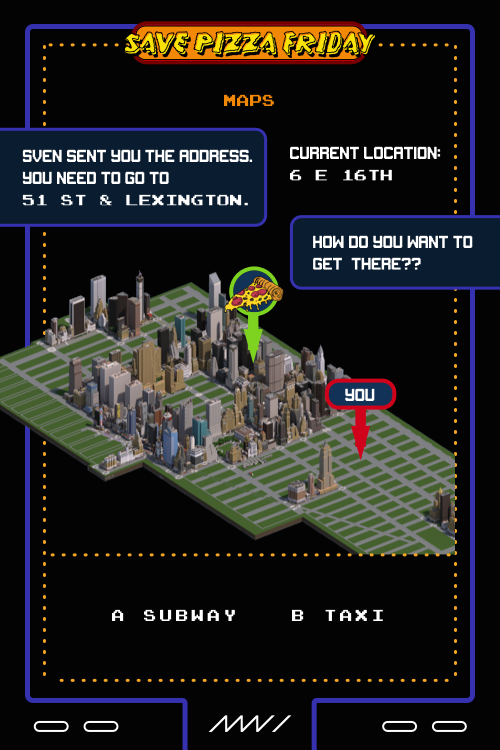 SAVE PIZZA FRIDAY
MAPS
SVEN SENT YOU THE ADDRESS.
YOU NEED TO GO TO
51 ST & LEXINGTON.
CURRENT LOCATION:
6 E 16TH
HOW DO YOU WANT TO
GET THERE??
YOU
A SUBWAY B TAXI